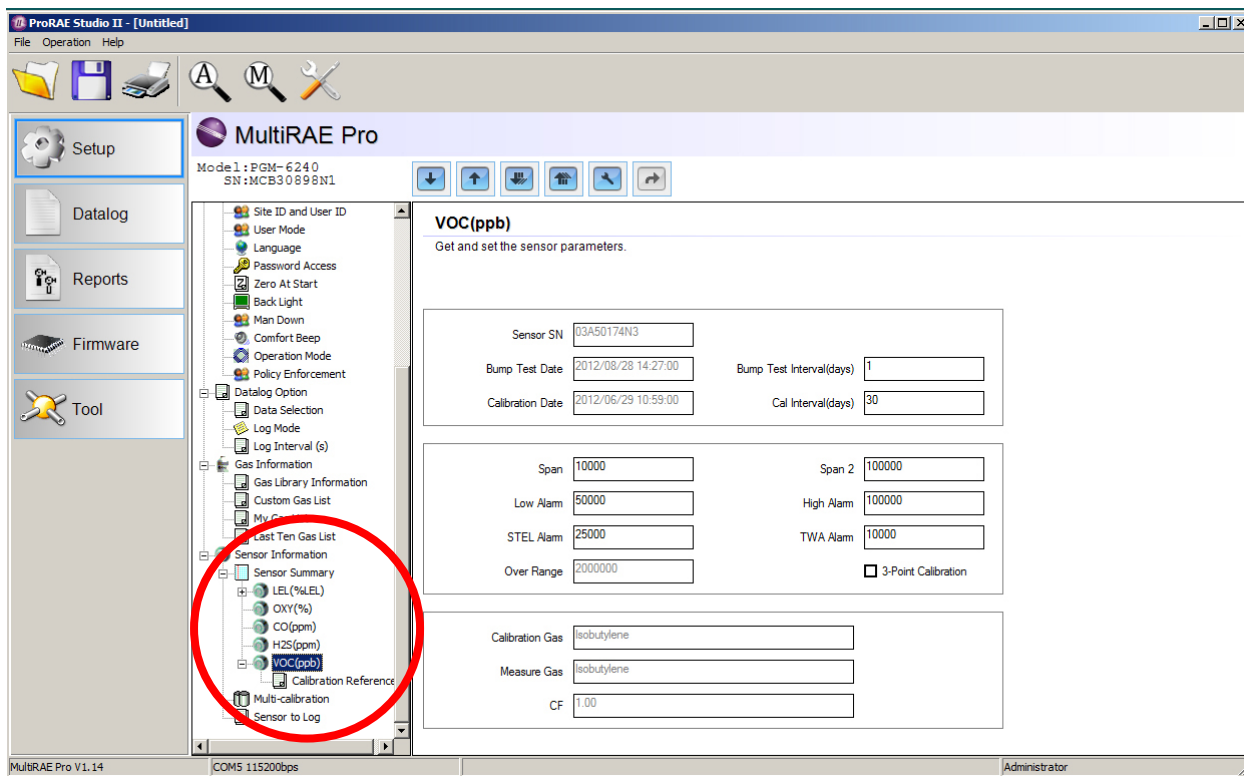 ProRAE Studio II - [Untitled]
File Operation Help
A M
Setup
Datalog
Reports
Firmware
Tool
MultiRAE Pro
Model:PGM-6240
SN:MCB30898N1
Site ID and User ID
User Mode
Language
Password Access
Zero At Start
Back Light
Man Down
Comfort Beep
Operation Mode
Policy Enforcement
Datalog Option
Data Selection
Log Mode
Log Interval (s)
Gas Information
Gas Library Information
Custom Gas List
My
Last Ten Gas List
Sensor Information
Sensor Summary
LEL(%LEL)
OXY(%)
CO(ppm)
H2S(ppm)
VOC(ppb)
Calibration Reference
Multi-calibration
Sensor to Log
VOC(ppb)
Get and set the sensor parameters.
Sensor SN 03A50174N3
Bump Test Date 2012/08/28 14:27:00 Bump Test Interval(days) 1
Calibration Date 2012/06/29 10:59:00 Cal Interval(days) 30
Span 10000 Span 2 100000
Low Alarm 50000 High Alarm 100000
STEL Alarm 25000 TWA Alarm 10000
Over Range 2000000 3-Point Calibration
Calibration Gas Isobutylene
Measure Gas Isobutylene
CF 1.00
MultiRAE Pro V1.14 COM5 115200bps Administrator